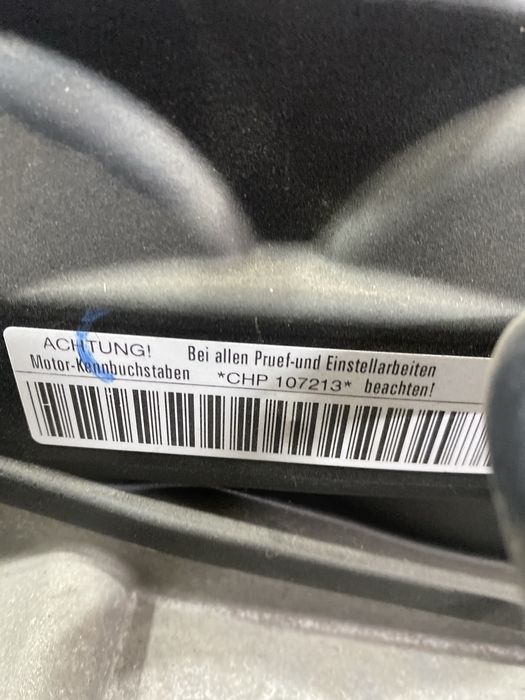 ACHTUNG! Bei allen Pruef-und Einstellarbeiten
Motor-Kennbuchstaben *CHP 107213* beachten!